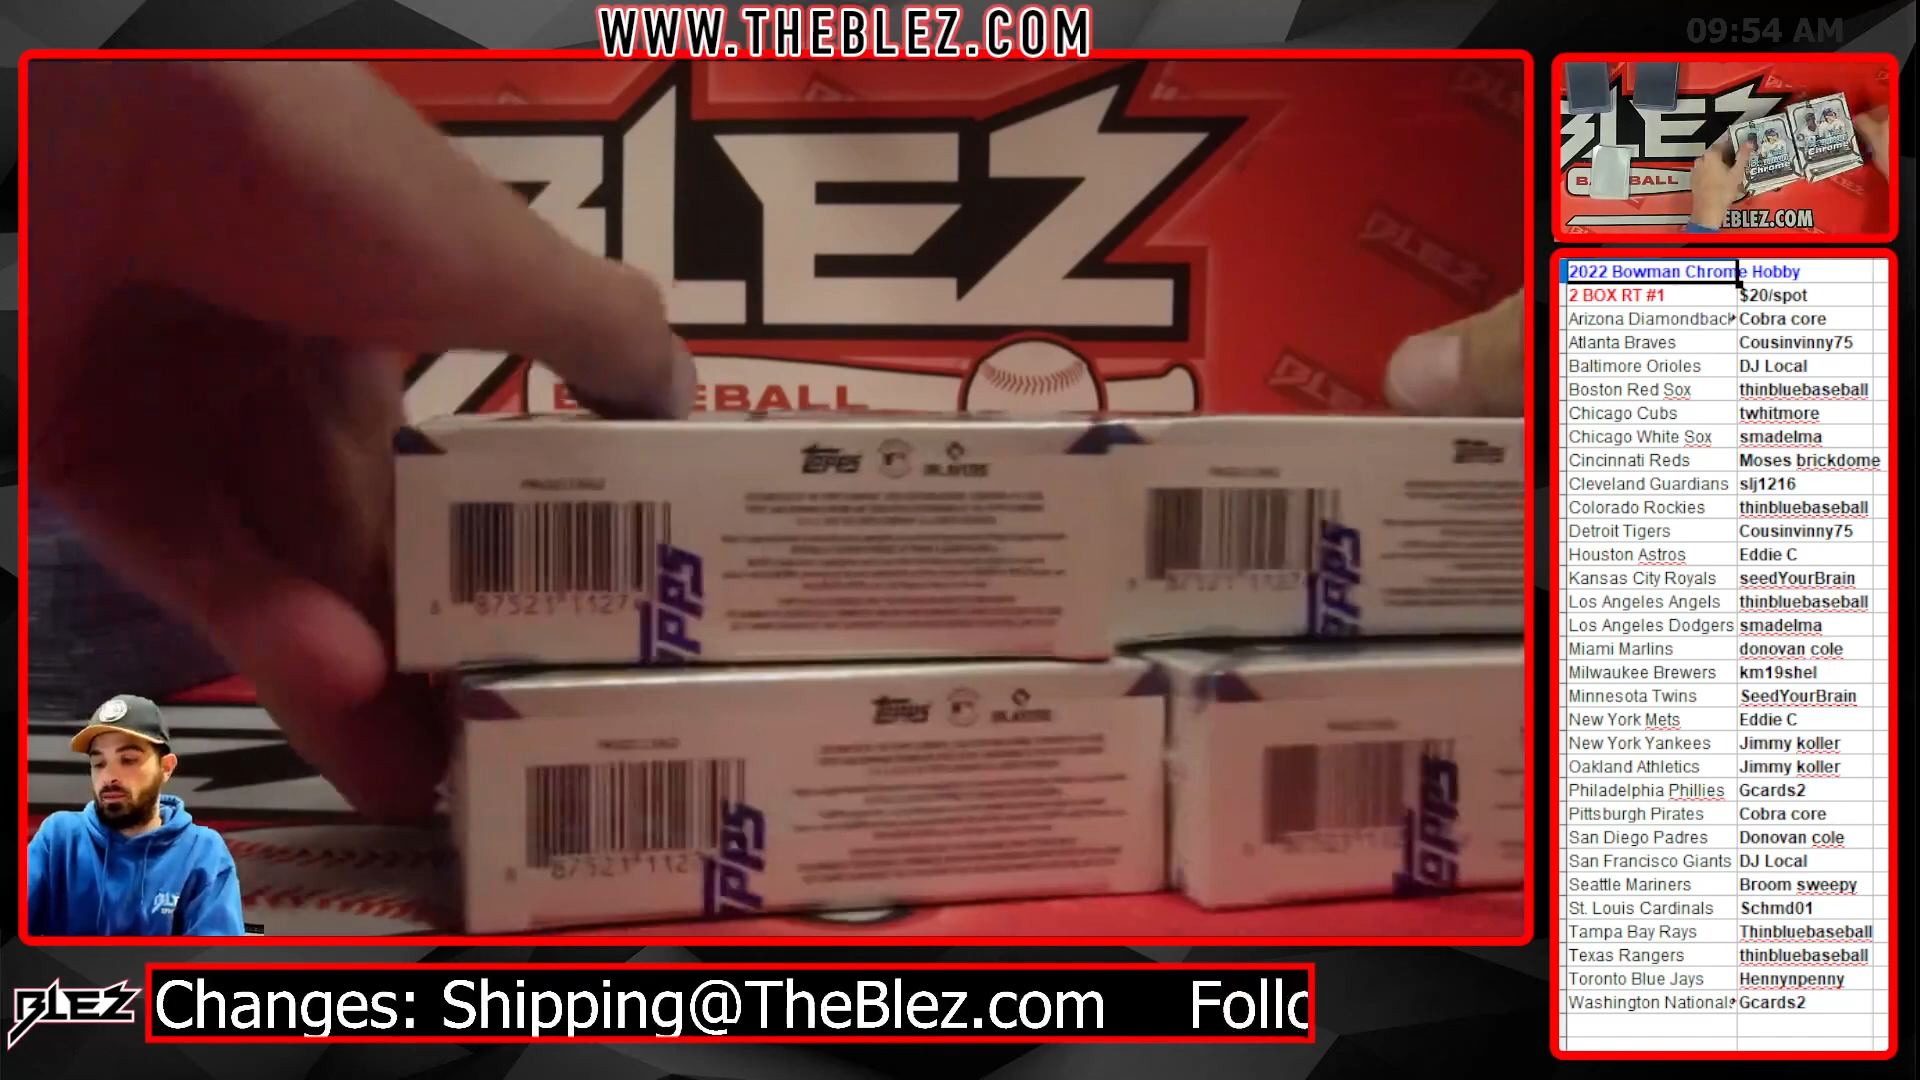 WWW.THEBLEZ.COM
09:54 AM
BLEZ
BASEBALL
TOPPS
TOPPS
BLEZ
Chrome
Chrome
2022 Bowman Chrome Hobby
2 BOX RT #1 $20/spot
Arizona Diamondback Cobra core
Atlanta Braves Cousinvinny75
Baltimore Orioles DJ Local
Boston Red Sox thinbluebaseball
Chicago Cubs twhitmore
Chicago White Sox smadelma
Cincinnati Reds Moses brickdome
Cleveland Guardians slj1216
Colorado Rockies thinbluebaseball
Detroit Tigers Cousinvinny75
Houston Astros Eddie C
Kansas City Royals seedYourBrain
Los Angeles Angels thinbluebaseball
Los Angeles Dodgers smadelma
Miami Marlins donovan cole
Milwaukee Brewers km19shel
Minnesota Twins SeedYourBrain
New York Mets Eddie C
New York Yankees Jimmy koller
Oakland Athletics Jimmy koller
Philadelphia Phillies Gcards2
Pittsburgh Pirates Cobra core
San Diego Padres Donovan cole
San Francisco Giants DJ Local
Seattle Mariners Broom sweepy
St. Louis Cardinals Schmd01
Tampa Bay Rays Thinbluebaseball
Texas Rangers thinbluebaseball
Toronto Blue Jays Hennynpenny
Washington Nationals Gcards2
BLEZ
Changes: Shipping@TheBlez.com Follo